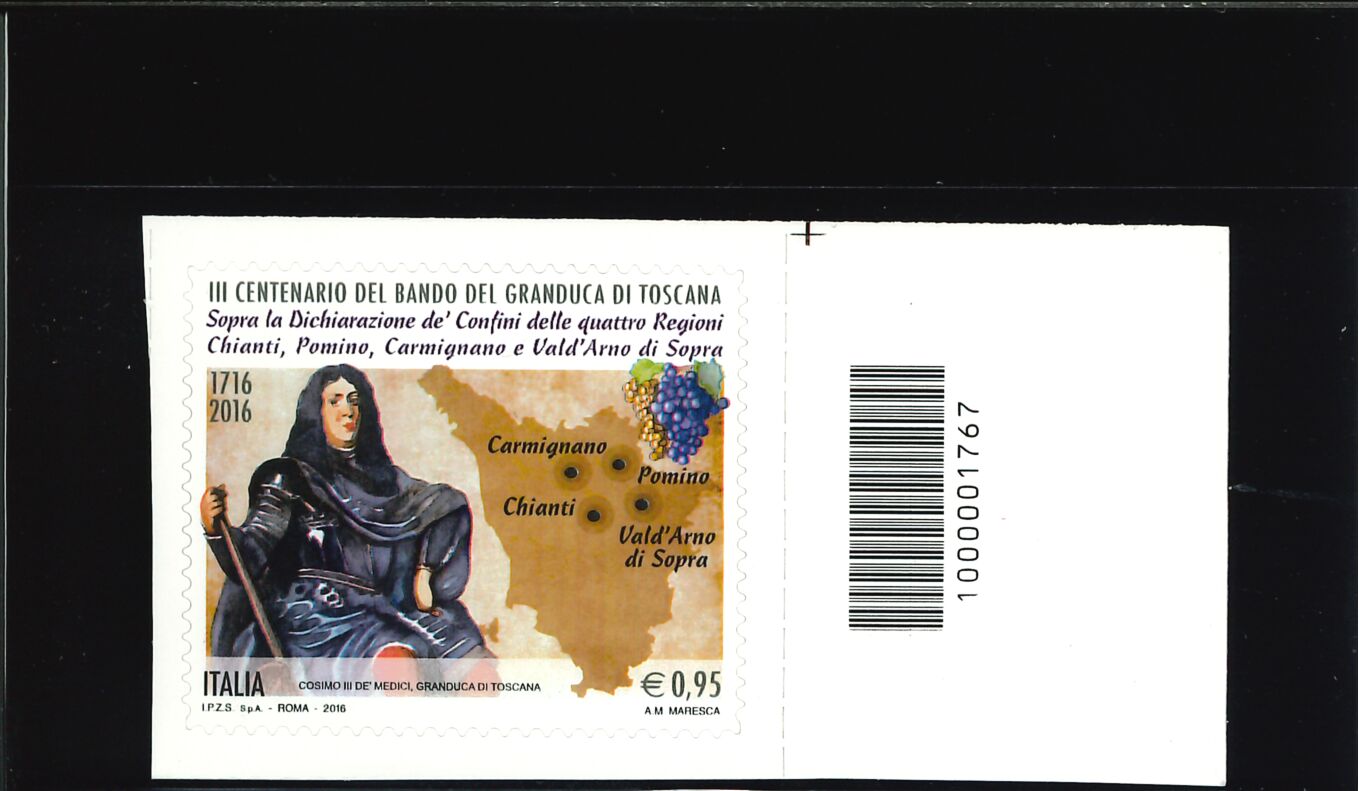 III CENTENARIO DEL BANDO DEL GRANDUCA DI TOSCANA
Sopra la Dichiarazione de' Confini delle quattro Regioni
Chianti, Pomino, Carmignano e Vald'Arno di Sopra
1716
2016
Carmignano
Pomino
Chianti
Vald'Arno
di Sopra
ITALIA
COSIMO III DE' MEDICI, GRANDUCA DI TOSCANA
€ 0,95
I.P.Z.S. S.p.A. - ROMA - 2016
A.M MARESCA
1000001767